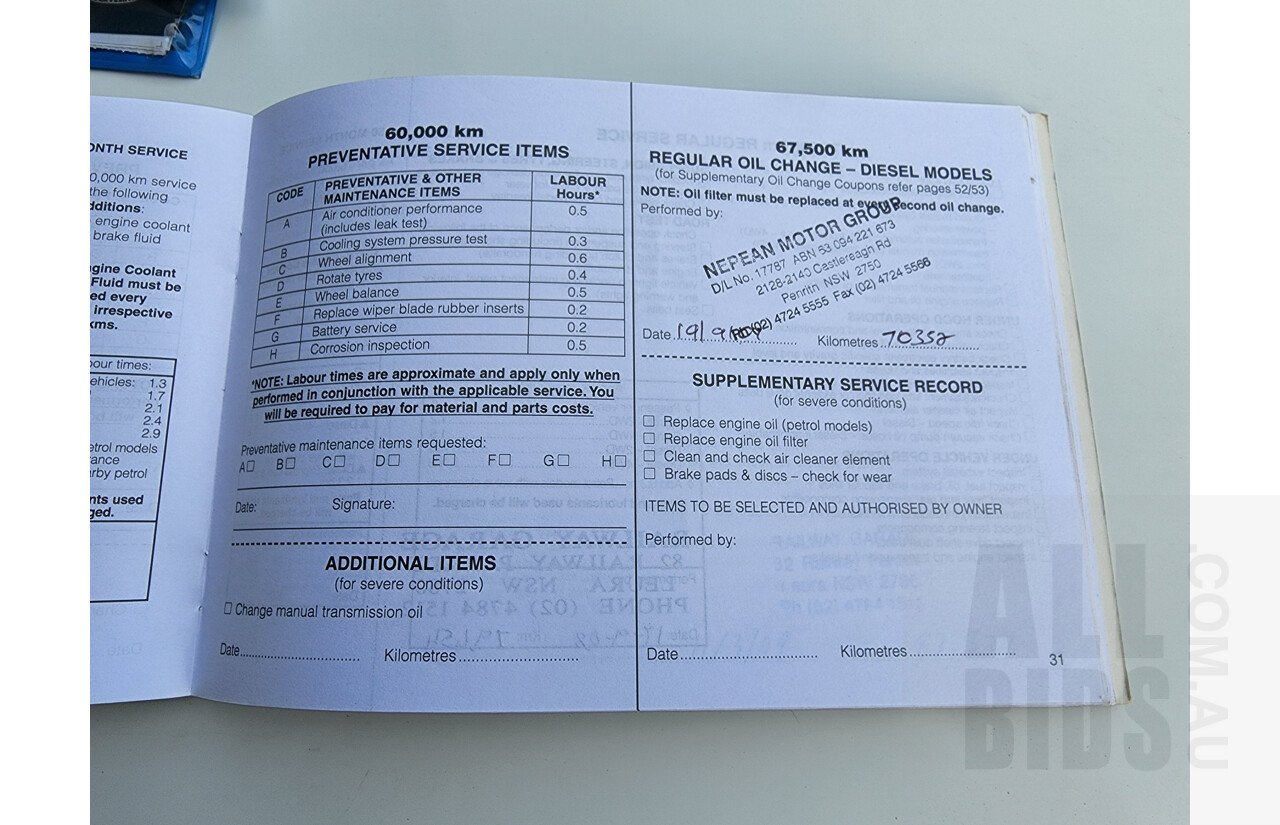 ONTH SERVICE
0,000 km service
the following
dditions:
engine coolant
brake fluid
gine Coolant
Fluid must be
ed every
irrespective
kms.
our times:
ehicles: 1.3
1.7
2.1
2.4
2.9
etrol models
rance
rby petrol
nts used
ged.
60,000 km
PREVENTATIVE SERVICE ITEMS
CODE PREVENTATIVE & OTHER MAINTENANCE ITEMS LABOUR Hours*
A Air conditioner performance (includes leak test) 0.5
B Cooling system pressure test 0.3
C Wheel alignment 0.6
D Rotate tyres 0.4
E Wheel balance 0.5
F Replace wiper blade rubber inserts 0.2
G Battery service 0.2
H Corrosion inspection 0.5
*NOTE: Labour times are approximate and apply only when
performed in conjunction with the applicable service. You
will be required to pay for material and parts costs.
Preventative maintenance items requested:
A☐ B☐ C☐ D☐ E☐ F☐ G☐ H☐
Date: Signature:
ADDITIONAL ITEMS
(for severe conditions)
☐ Change manual transmission oil
Date.......................... Kilometres..........................
67,500 km
REGULAR OIL CHANGE – DIESEL MODELS
(for Supplementary Oil Change Coupons refer pages 52/53)
NOTE: Oil filter must be replaced at every second oil change.
Performed by:
NEPEAN MOTOR GROUP
D/L No. 17787 ABN 53 094 221 673
2128-2140 Castlereagh Rd
Penrith NSW 2750
(02) 4724 5555 Fax (02) 4724 5566
Date 19/9/ Kilometres 70352
SUPPLEMENTARY SERVICE RECORD
(for severe conditions)
☐ Replace engine oil (petrol models)
☐ Replace engine oil filter
☐ Clean and check air cleaner element
☐ Brake pads & discs – check for wear
ITEMS TO BE SELECTED AND AUTHORISED BY OWNER
Performed by:
Date.......................... Kilometres..........................
31
ALL
BIDS
.COM.AU